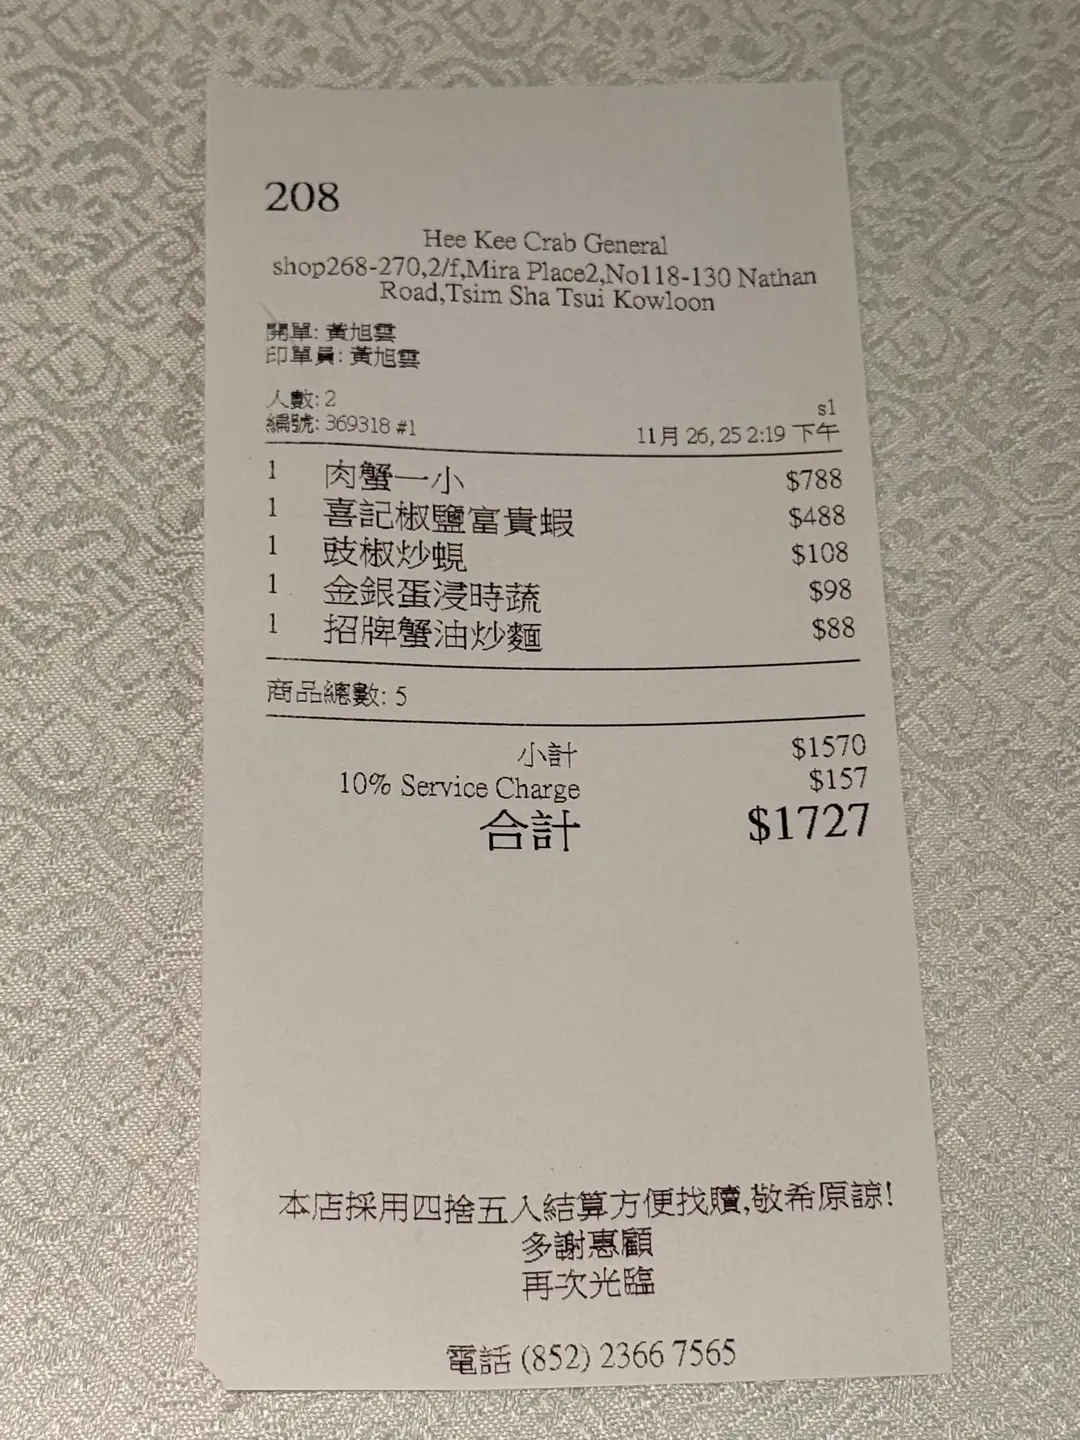 208
Hee Kee Crab General
shop268-270,2/f,Mira Place2,No118-130 Nathan
Road,Tsim Sha Tsui Kowloon
開單: 黃旭雲
印單員: 黃旭雲
人數: 2
s1
編號: 369318 #1 11月 26, 25 2:19 下午
1 肉蟹一小 $788
1 喜記椒鹽富貴蝦 $488
1 豉椒炒蜆 $108
1 金銀蛋浸時蔬 $98
1 招牌蟹油炒麵 $88
商品總數: 5
小計 $1570
10% Service Charge $157
合計 $1727
本店採用四捨五入結算方便找贖,敬希原諒!
多謝惠顧
再次光臨
電話 (852) 2366 7565